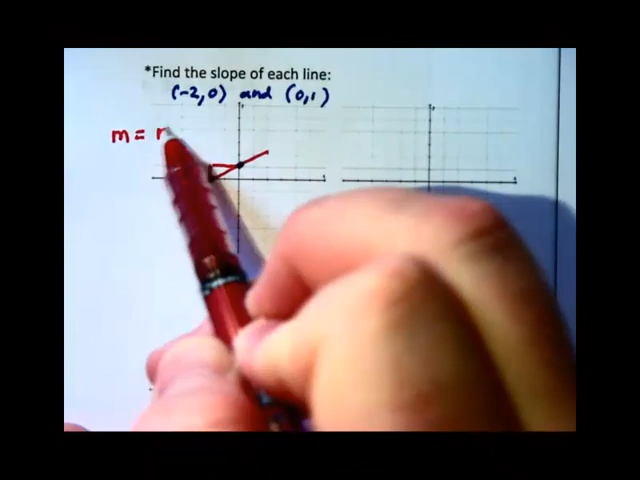 *Find the slope of each line:
(-2,0) and (0,1)
m = r